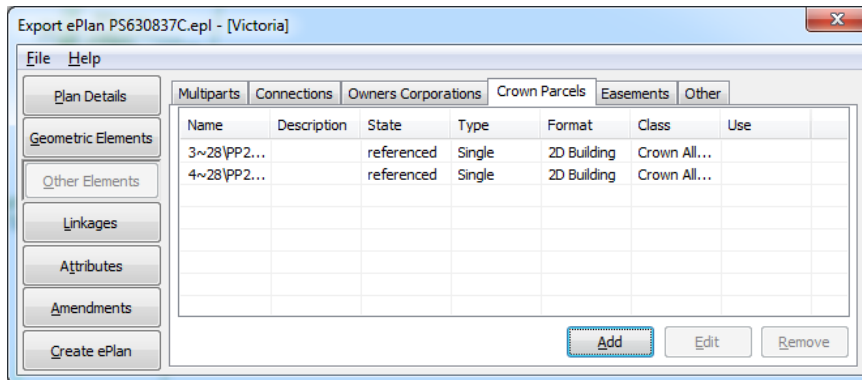 Export ePlan PS630837C.epl - [Victoria]
File Help
Plan Details
Geometric Elements
Other Elements
Linkages
Attributes
Amendments
Create ePlan
Multiparts Connections Owners Corporations Crown Parcels Easements Other
Name Description State Type Format Class Use
3~28\PP2... referenced Single 2D Building Crown All...
4~28\PP2... referenced Single 2D Building Crown All...
Add Edit Remove